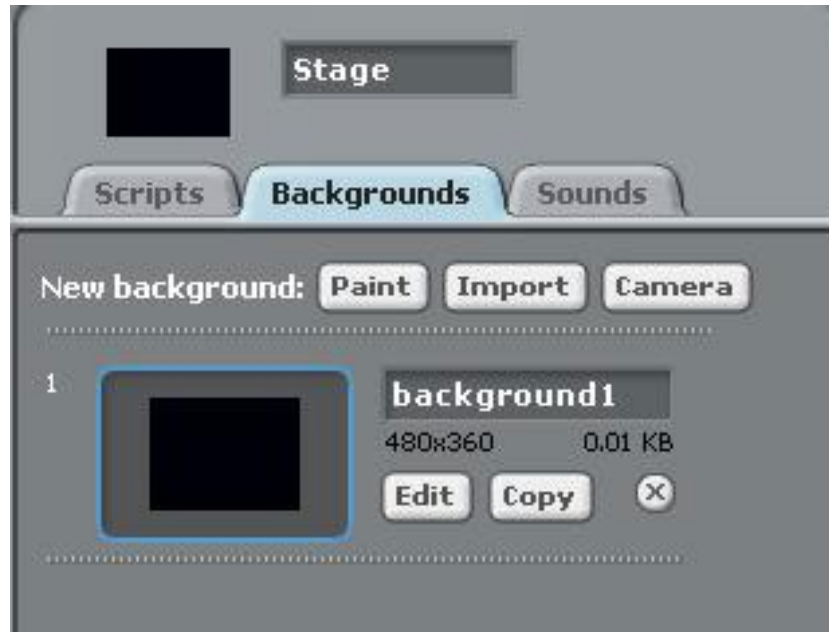 Stage
Scripts Backgrounds Sounds
New background: Paint Import Camera
1
background1
480x360 0.01 KB
Edit Copy